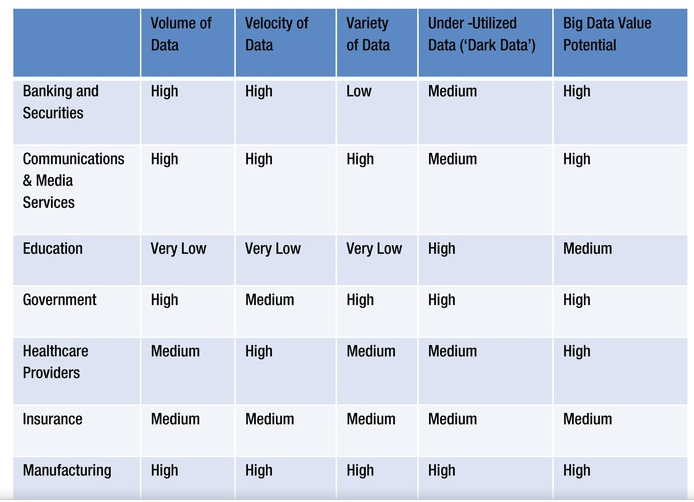 Volume of Data Velocity of Data Variety of Data Under -Utilized Data (‘Dark Data’) Big Data Value Potential
Banking and Securities High High Low Medium High
Communications & Media Services High High High Medium High
Education Very Low Very Low Very Low High Medium
Government High Medium High High High
Healthcare Providers Medium High Medium Medium High
Insurance Medium Medium Medium Medium Medium
Manufacturing High High High High High